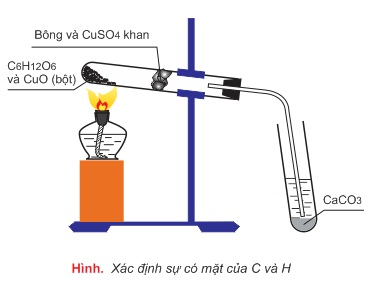 Bông và CuSO4 khan
C6H12O6
và CuO (bột)
CaCO3
Hình. Xác định sự có mặt của C và H